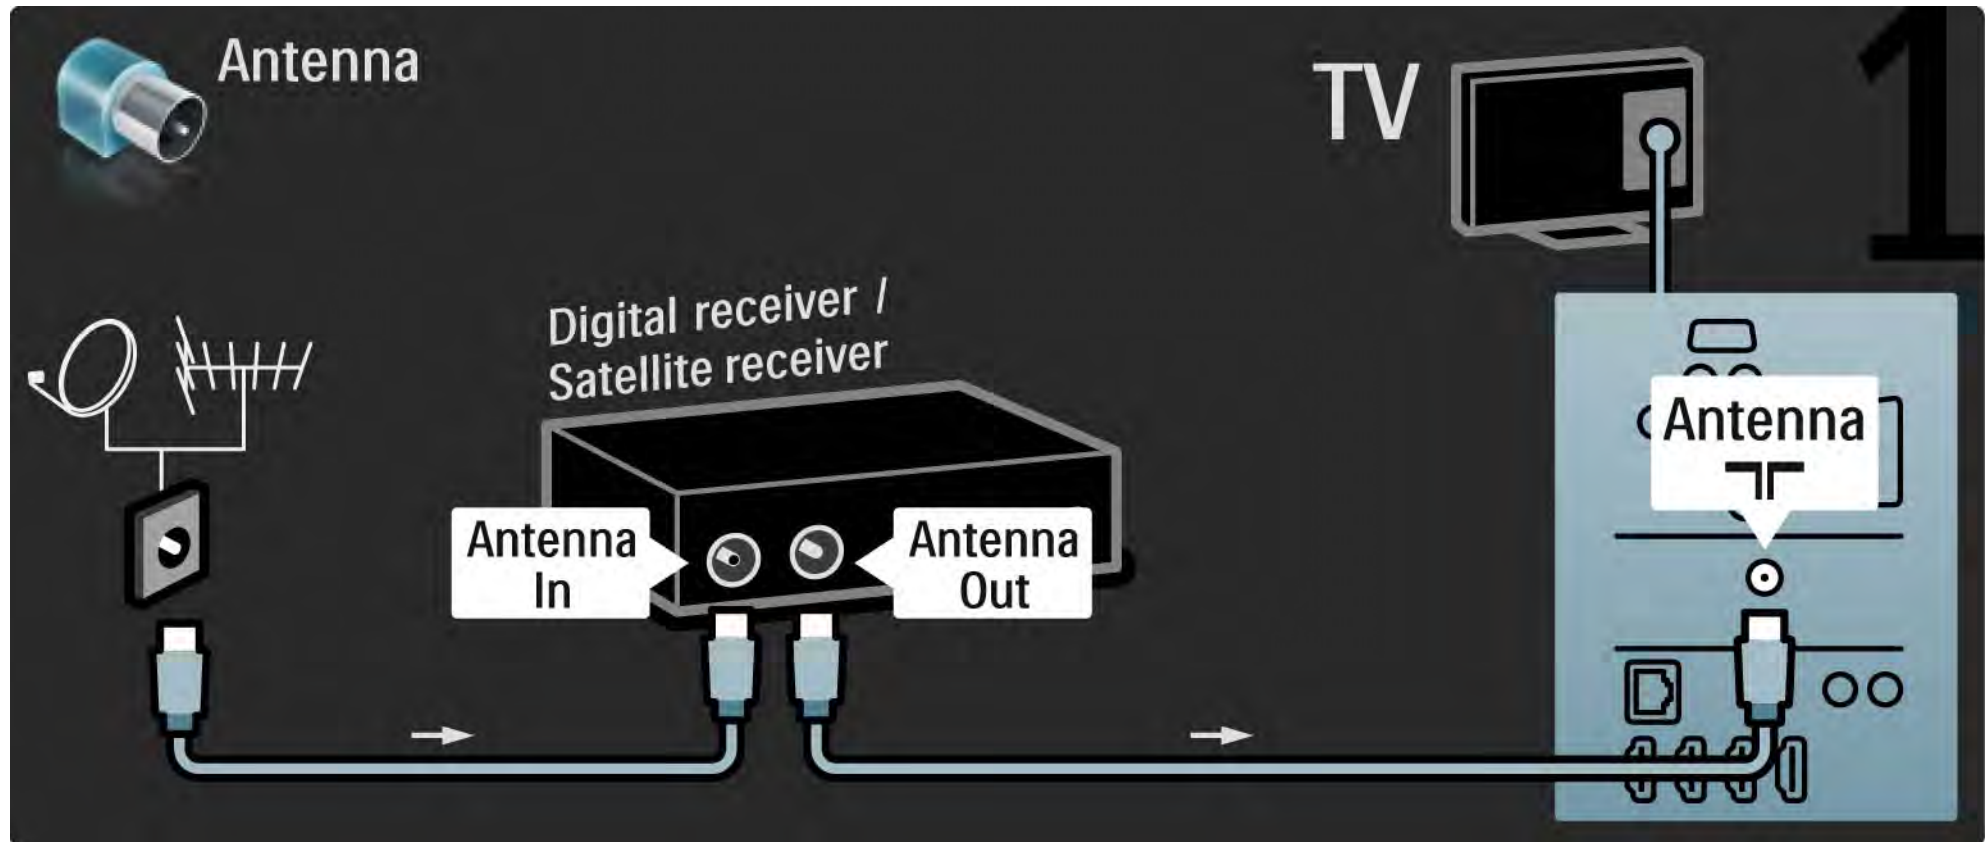 Antenna
TV
1
Digital receiver /
Satellite receiver
Antenna
In
Antenna
Out
Antenna